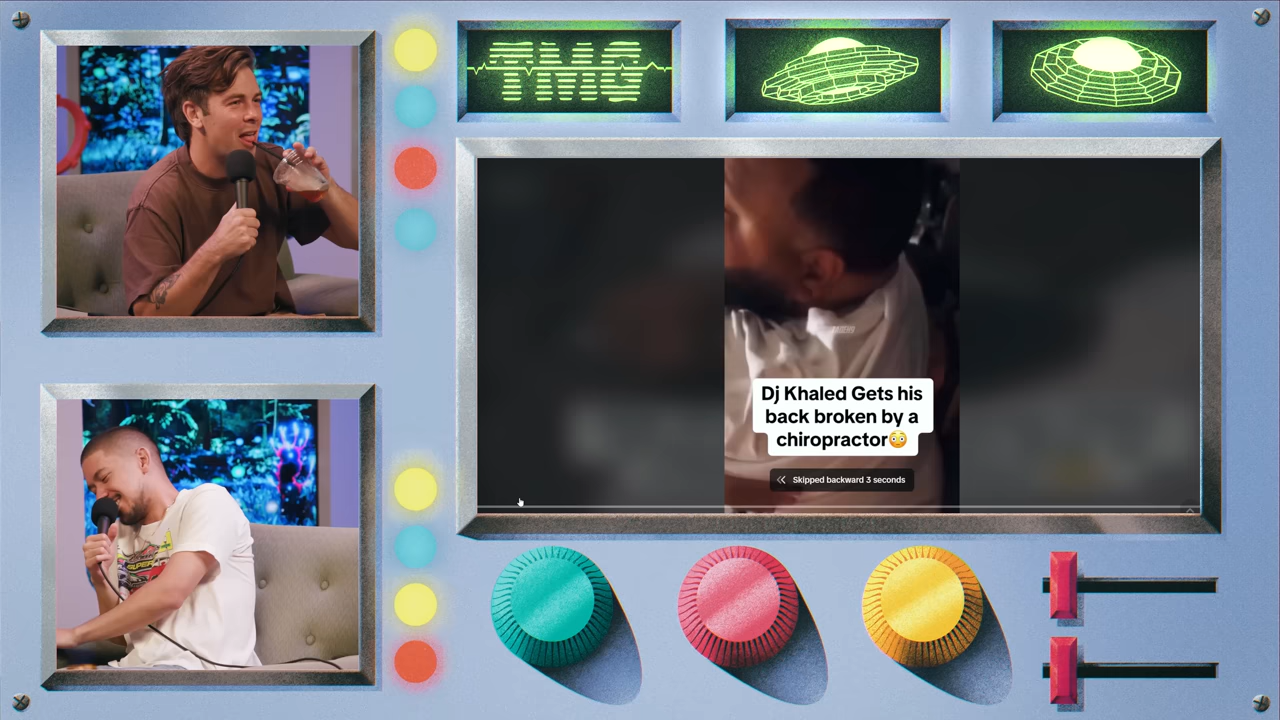 TMG
Dj Khaled Gets his
back broken by a
chiropractor😳
Skipped backward 3 seconds